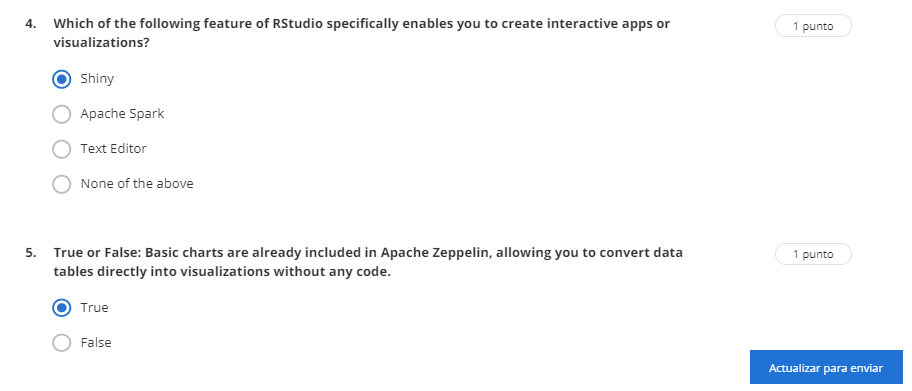 4. Which of the following feature of RStudio specifically enables you to create interactive apps or
visualizations?
1 punto
Shiny
Apache Spark
Text Editor
None of the above
5. True or False: Basic charts are already included in Apache Zeppelin, allowing you to convert data
tables directly into visualizations without any code.
1 punto
True
False
Actualizar para enviar